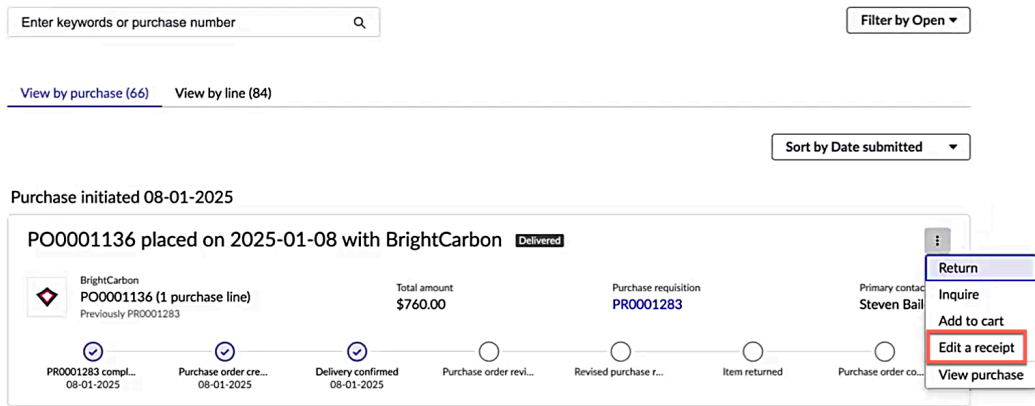 Enter keywords or purchase number
Filter by Open
View by purchase (66) View by line (84)
Sort by Date submitted
Purchase initiated 08-01-2025
PO0001136 placed on 2025-01-08 with BrightCarbon Delivered
Return
Inquire
Add to cart
Edit a receipt
View purchase
BrightCarbon
PO0001136 (1 purchase line)
Previously PR0001283
Total amount
$760.00
Purchase requisition
PR0001283
Primary contac
Steven Bail
PR0001283 compl...
08-01-2025
Purchase order cre...
08-01-2025
Delivery confirmed
08-01-2025
Purchase order revi...
Revised purchase r...
Item returned
Purchase order co...